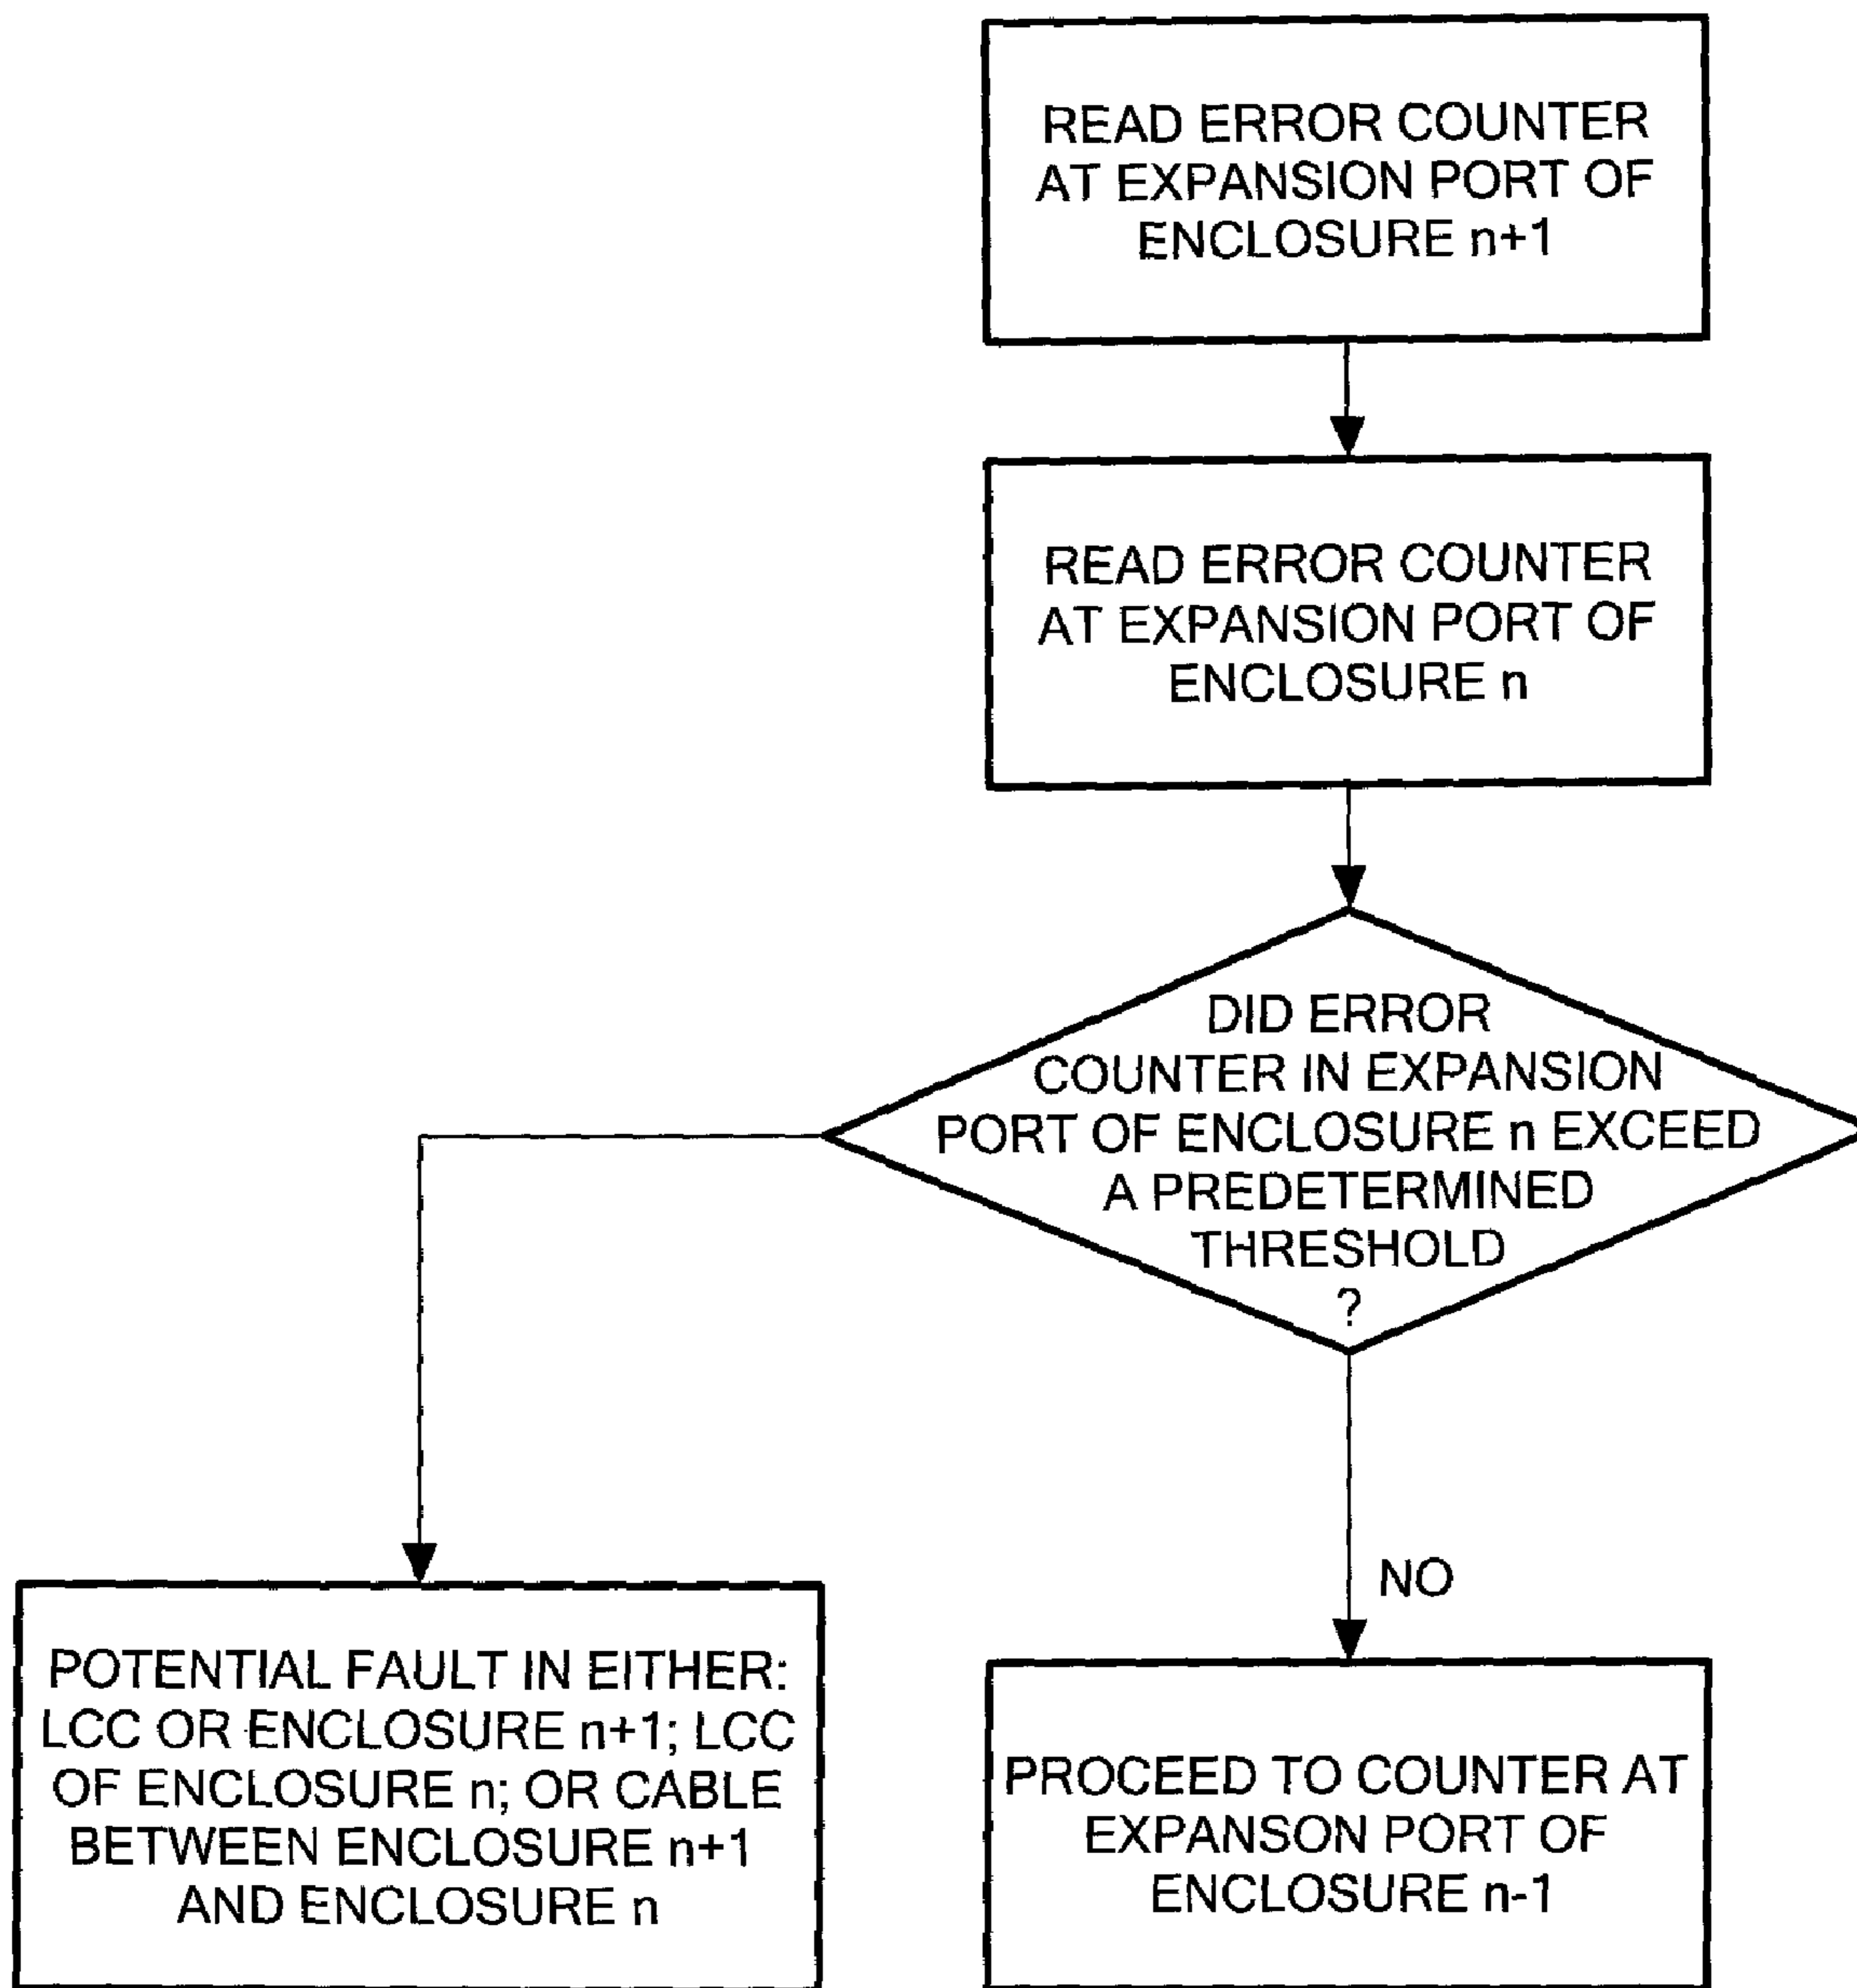 READ ERROR COUNTER
AT EXPANSION PORT OF
ENCLOSURE n+1
READ ERROR COUNTER
AT EXPANSION PORT OF
ENCLOSURE n
DID ERROR
COUNTER IN EXPANSION
PORT OF ENCLOSURE n EXCEED
A PREDETERMINED
THRESHOLD
?
NO
POTENTIAL FAULT IN EITHER:
LCC OR ENCLOSURE n+1; LCC
OF ENCLOSURE n; OR CABLE
BETWEEN ENCLOSURE n+1
AND ENCLOSURE n
PROCEED TO COUNTER AT
EXPANSON PORT OF
ENCLOSURE n-1